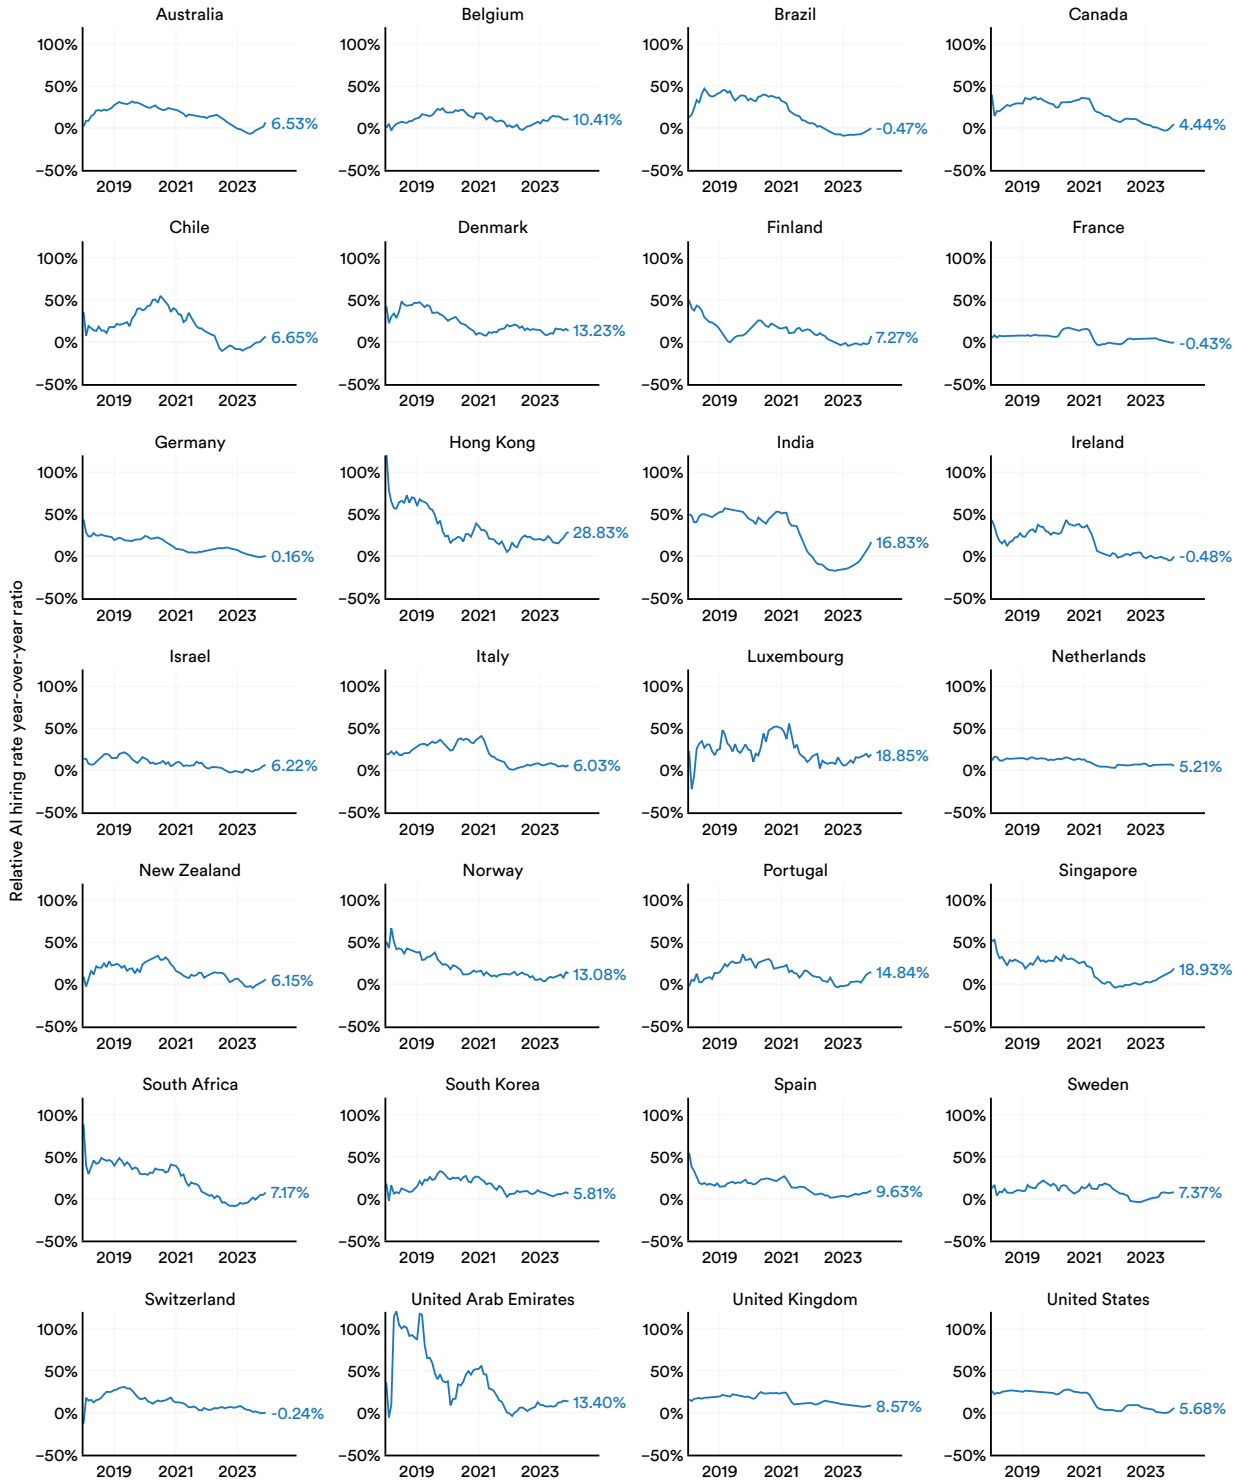 Relative AI hiring rate year-over-year ratio
Australia
100%
50%
0%
−50%
2019 2021 2023
6.53%
Belgium
100%
50%
0%
−50%
2019 2021 2023
10.41%
Brazil
100%
50%
0%
−50%
2019 2021 2023
-0.47%
Canada
100%
50%
0%
−50%
2019 2021 2023
4.44%
Chile
100%
50%
0%
−50%
2019 2021 2023
6.65%
Denmark
100%
50%
0%
−50%
2019 2021 2023
13.23%
Finland
100%
50%
0%
−50%
2019 2021 2023
7.27%
France
100%
50%
0%
−50%
2019 2021 2023
-0.43%
Germany
100%
50%
0%
−50%
2019 2021 2023
0.16%
Hong Kong
100%
50%
0%
−50%
2019 2021 2023
28.83%
India
100%
50%
0%
−50%
2019 2021 2023
16.83%
Ireland
100%
50%
0%
−50%
2019 2021 2023
-0.48%
Israel
100%
50%
0%
−50%
2019 2021 2023
6.22%
Italy
100%
50%
0%
−50%
2019 2021 2023
6.03%
Luxembourg
100%
50%
0%
−50%
2019 2021 2023
18.85%
Netherlands
100%
50%
0%
−50%
2019 2021 2023
5.21%
New Zealand
100%
50%
0%
−50%
2019 2021 2023
6.15%
Norway
100%
50%
0%
−50%
2019 2021 2023
13.08%
Portugal
100%
50%
0%
−50%
2019 2021 2023
14.84%
Singapore
100%
50%
0%
−50%
2019 2021 2023
18.93%
South Africa
100%
50%
0%
−50%
2019 2021 2023
7.17%
South Korea
100%
50%
0%
−50%
2019 2021 2023
5.81%
Spain
100%
50%
0%
−50%
2019 2021 2023
9.63%
Sweden
100%
50%
0%
−50%
2019 2021 2023
7.37%
Switzerland
100%
50%
0%
−50%
2019 2021 2023
-0.24%
United Arab Emirates
100%
50%
0%
−50%
2019 2021 2023
13.40%
United Kingdom
100%
50%
0%
−50%
2019 2021 2023
8.57%
United States
100%
50%
0%
−50%
2019 2021 2023
5.68%